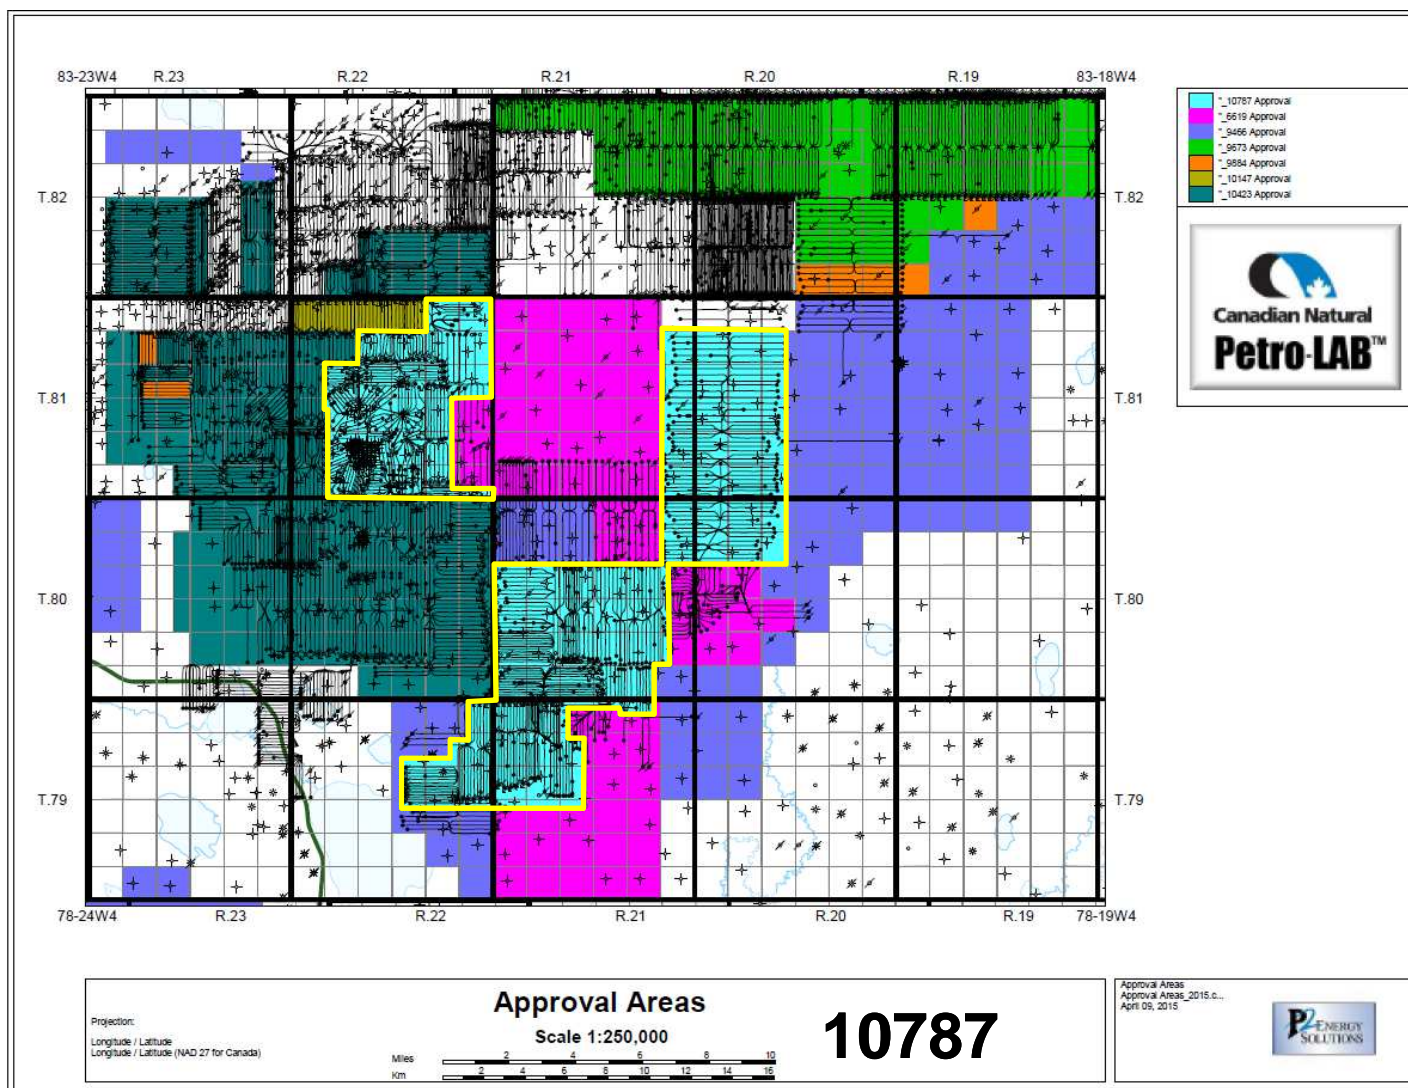 83-23W4 R.23 R.22 R.21 R.20 R.19 83-18W4
"_10787 Approval
"_6619 Approval
"_9466 Approval
"_9673 Approval
"_9884 Approval
"_10147 Approval
"_10423 Approval
T.82 T.82
Canadian Natural
Petro-LAB™
T.81 T.81
T.80 T.80
T.79 T.79
78-24W4 R.23 R.22 R.21 R.20 R.19 78-19W4
Approval Areas
Scale 1:250,000
10787
Projection:
Longitude / Latitude
Longitude / Latitude (NAD 27 for Canada)
Miles 2 4 6 8 10
Km 2 4 6 8 10 12 14 16
Approval Areas
Approval Areas_2015.c...
April 09, 2015
P2 ENERGY
SOLUTIONS